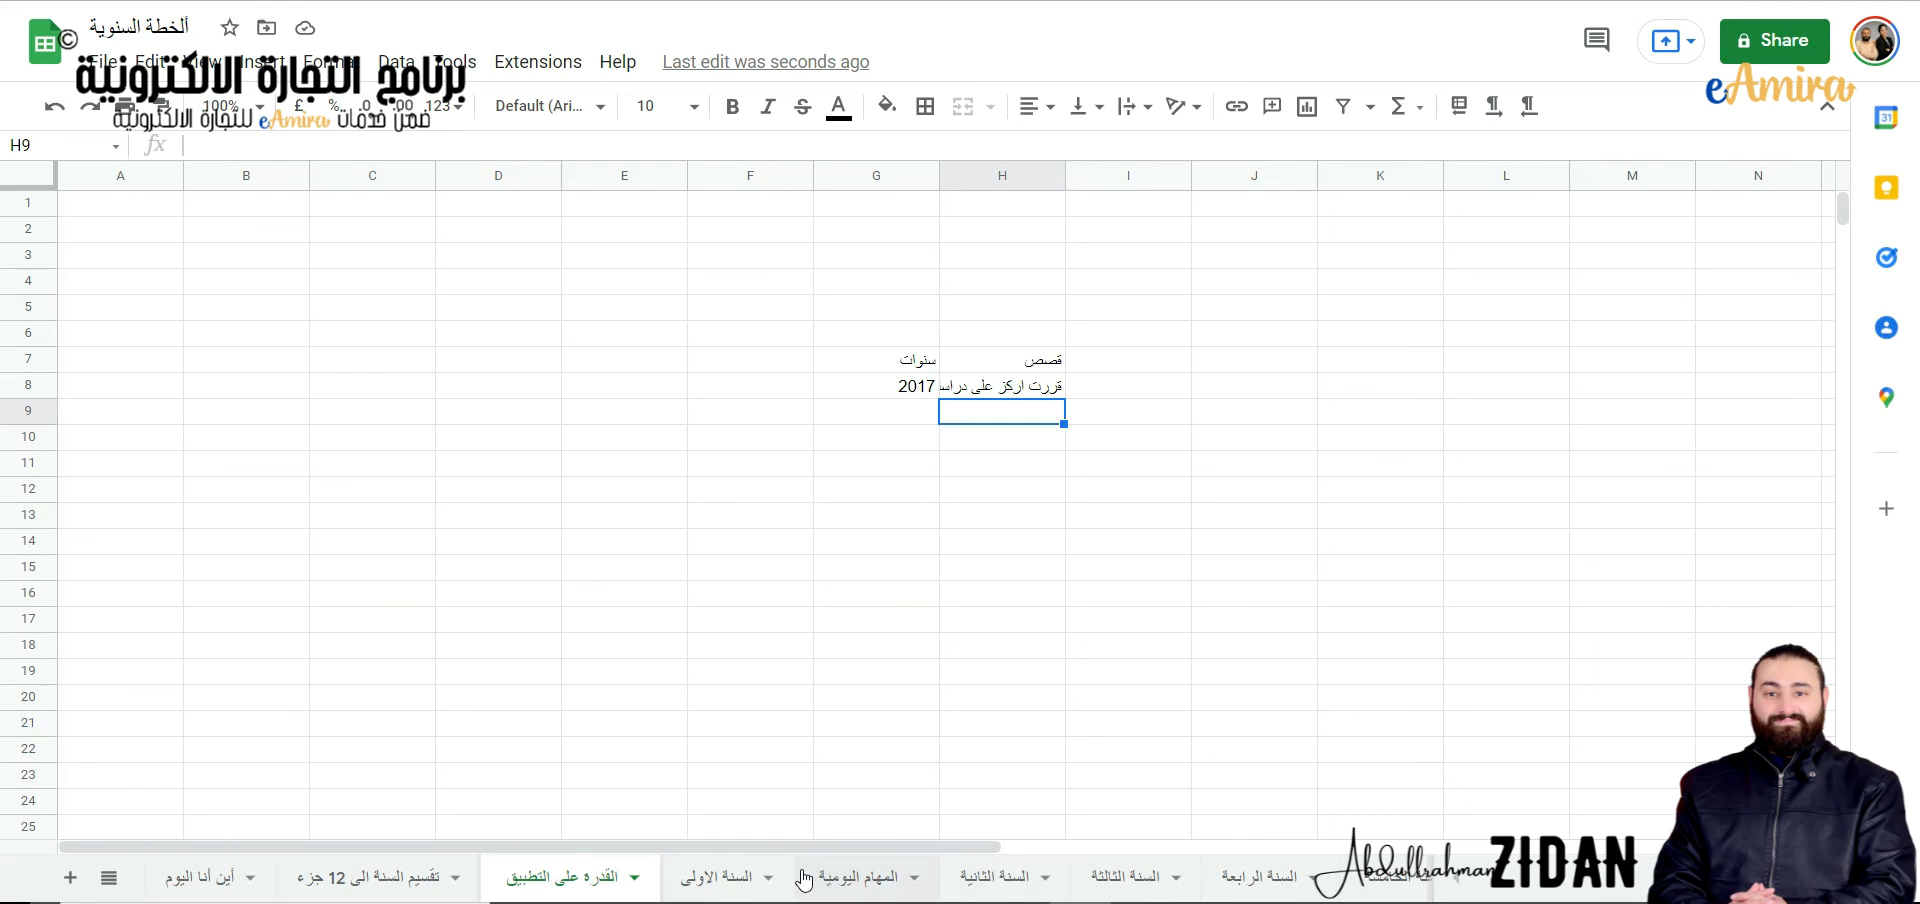 ألخطة السنوية
File Edit View Insert Format Data Tools Extensions Help Last edit was seconds ago
Share
برنامج التجارة الالكترونية
ضمن خدمات eAmira للتجارة الالكترونية
eAmira
100% £ % .0 .00 123 Default (Ari... 10 B I S A
H9 fx
A B C D E F G H I J K L M N
1
2
3
4
5
6
7 سنوات قصص
8 2017 قررت اركز على
9
10
11
12
13
14
15
16
17
18
19
20
21
22
23
24
25
أين أنا اليوم تقسيم السنة الى 12 جزء القدرة على التطبيق السنة الاولى المهام اليومية السنة الثانية السنة الثالثة السنة الرابعة
Abdullrahman ZIDAN
31